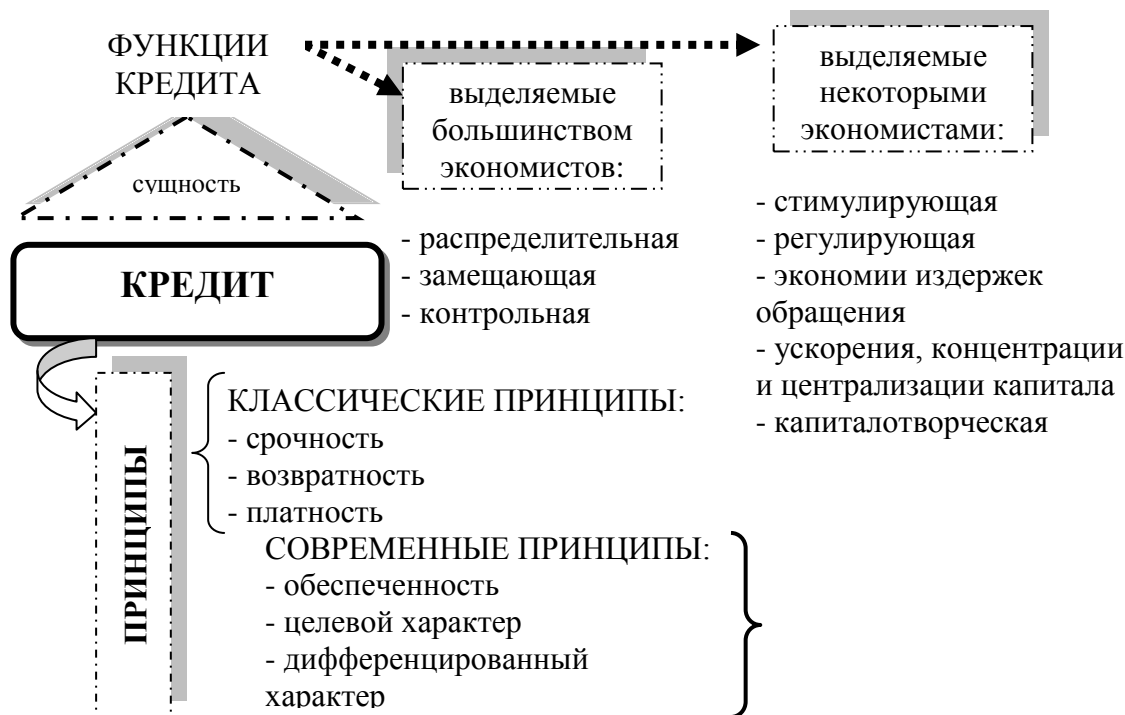 ФУНКЦИИ
КРЕДИТА
выделяемые
большинством
экономистов:
выделяемые
некоторыми
экономистами:
сущность
КРЕДИТ
- распределительная
- замещающая
- контрольная
- стимулирующая
- регулирующая
- экономии издержек
обращения
- ускорения, концентрации
и централизации капитала
- капиталотворческая
ПРИНЦИПЫ
КЛАССИЧЕСКИЕ ПРИНЦИПЫ:
- срочность
- возвратность
- платность
СОВРЕМЕННЫЕ ПРИНЦИПЫ:
- обеспеченность
- целевой характер
- дифференцированный
характер